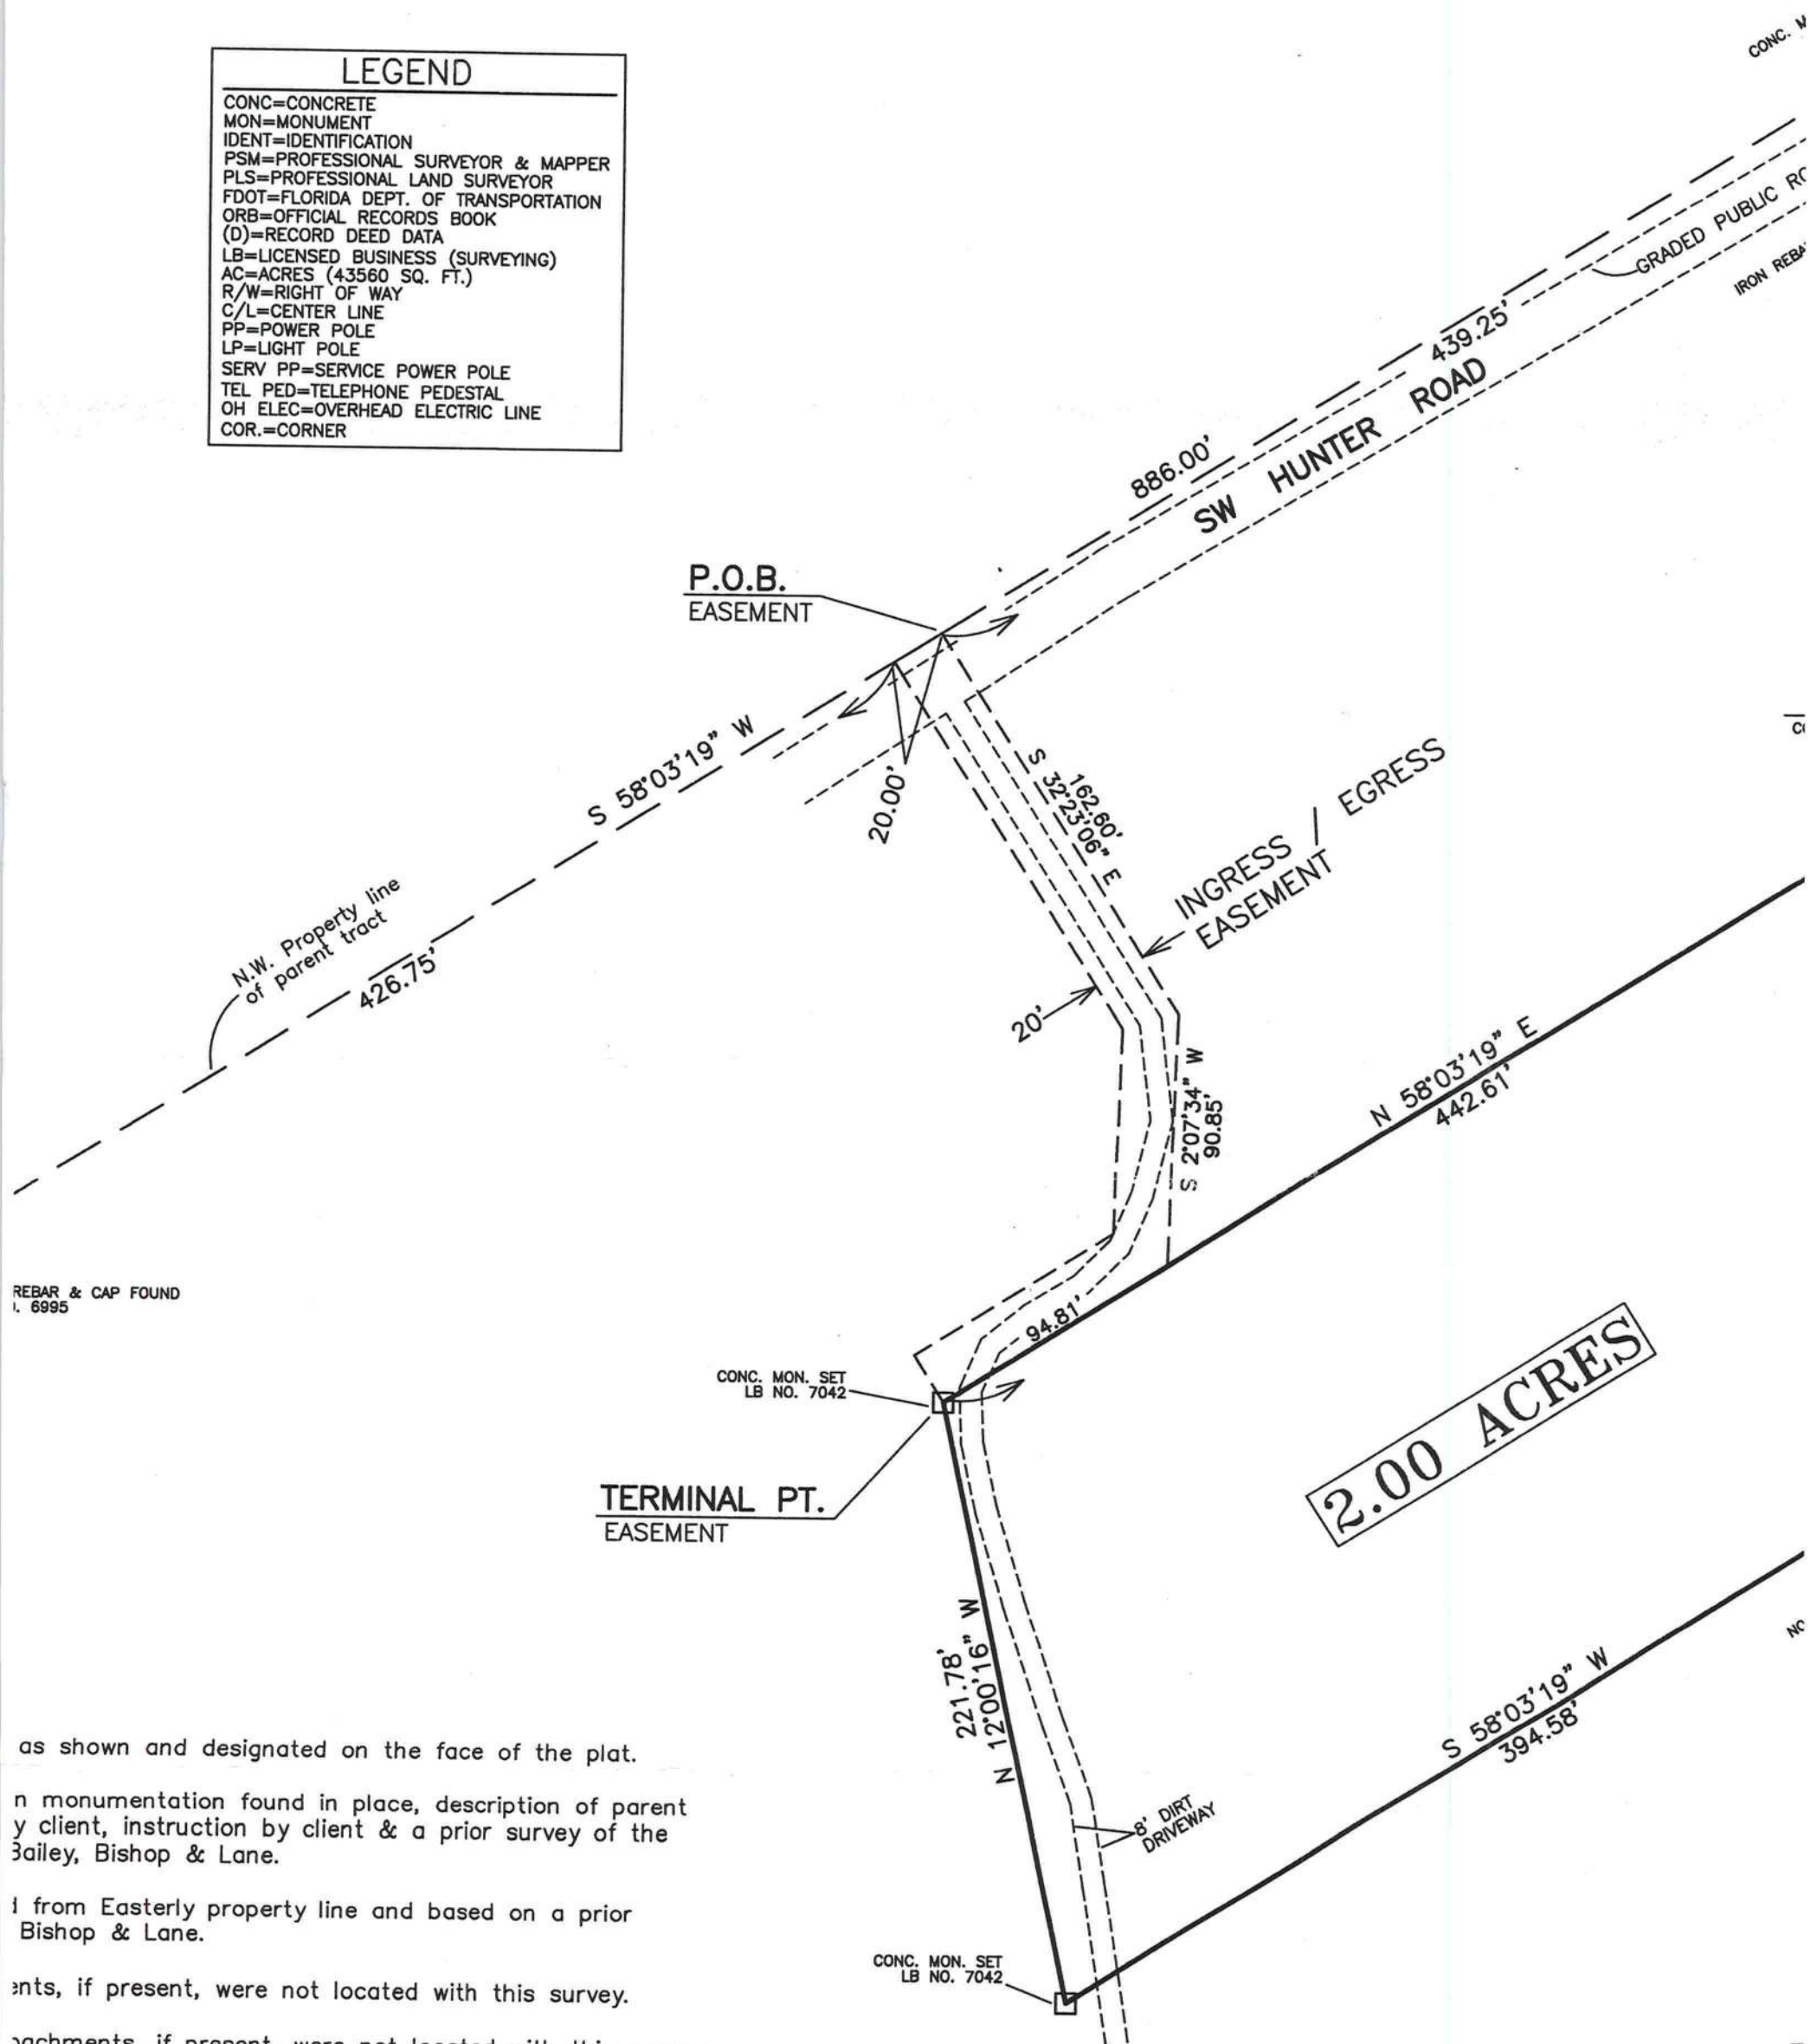 LEGEND
CONC=CONCRETE
MON=MONUMENT
IDENT=IDENTIFICATION
PSM=PROFESSIONAL SURVEYOR & MAPPER
PLS=PROFESSIONAL LAND SURVEYOR
FDOT=FLORIDA DEPT. OF TRANSPORTATION
ORB=OFFICIAL RECORDS BOOK
(D)=RECORD DEED DATA
LB=LICENSED BUSINESS (SURVEYING)
AC=ACRES (43560 SQ. FT.)
R/W=RIGHT OF WAY
C/L=CENTER LINE
PP=POWER POLE
LP=LIGHT POLE
SERV PP=SERVICE POWER POLE
TEL PED=TELEPHONE PEDESTAL
OH ELEC=OVERHEAD ELECTRIC LINE
COR.=CORNER
CONC.
GRADED PUBLIC
IRON
439.25'
886.00'
SW HUNTER ROAD
P.O.B.
EASEMENT
S 58°03'19" W
20.00'
162.60'
S 32°23'06" E
INGRESS / EGRESS
EASEMENT
N.W. Property line
of parent tract
426.75'
20'
S 2°07'34" W
90.85'
N 58°03'19" E
442.61'
REBAR & CAP FOUND
6995
94.81'
CONC. MON. SET
LB NO. 7042
2.00 ACRES
TERMINAL PT.
EASEMENT
221.78'
N 12°00'16" W
S 58°03'19" W
394.58'
8' DIRT
DRIVEWAY
as shown and designated on the face of the plat.
n monumentation found in place, description of parent
y client, instruction by client & a prior survey of the
Bailey, Bishop & Lane.
from Easterly property line and based on a prior
Bishop & Lane.
ents, if present, were not located with this survey.
CONC. MON. SET
LB NO. 7042